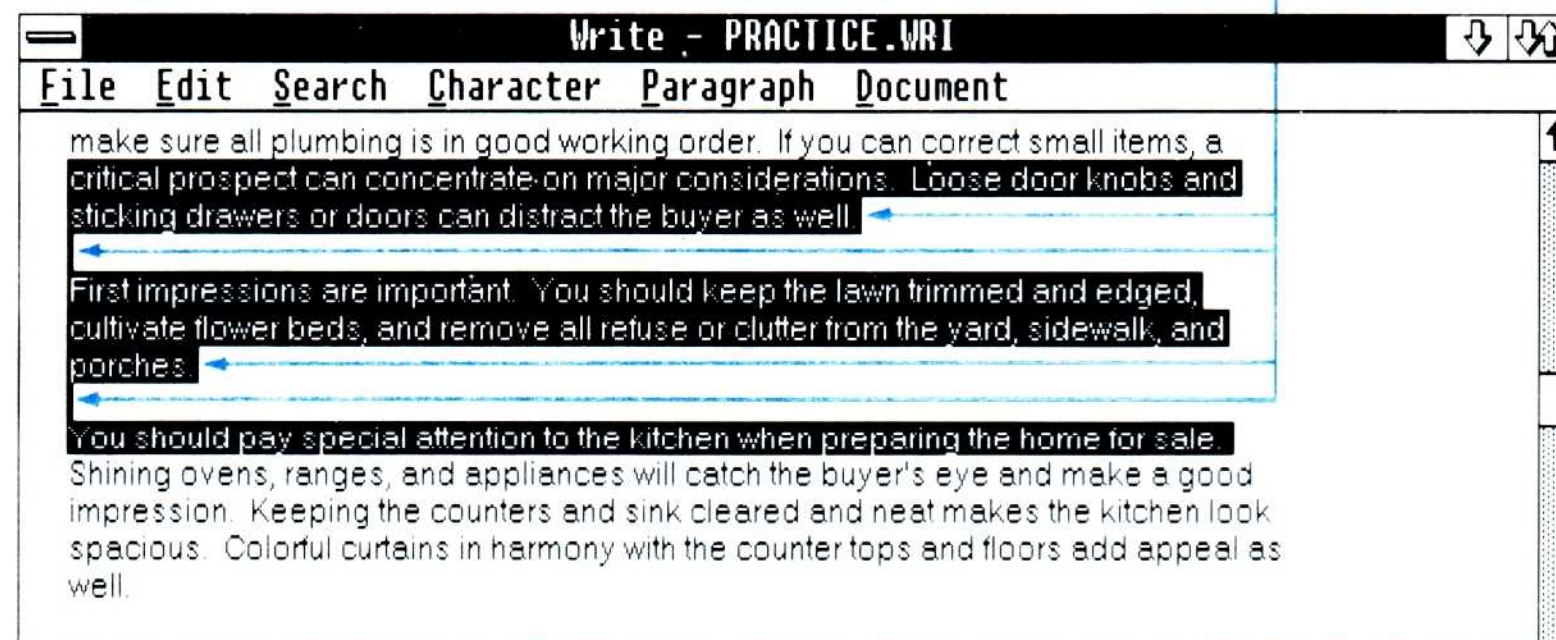 Write - PRACTICE.WRI
File Edit Search Character Paragraph Document
make sure all plumbing is in good working order. If you can correct small items, a
critical prospect can concentrate on major considerations. Loose door knobs and
sticking drawers or doors can distract the buyer as well.
First impressions are important. You should keep the lawn trimmed and edged,
cultivate flower beds, and remove all refuse or clutter from the yard, sidewalk, and
porches.
You should pay special attention to the kitchen when preparing the home for sale.
Shining ovens, ranges, and appliances will catch the buyer's eye and make a good
impression. Keeping the counters and sink cleared and neat makes the kitchen look
spacious. Colorful curtains in harmony with the counter tops and floors add appeal as
well.